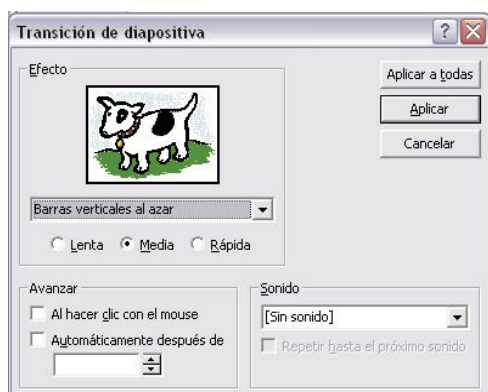 Transición de diapositiva
Efecto
Barras verticales al azar
Lenta Media Rápida
Aplicar a todas
Aplicar
Cancelar
Avanzar
Al hacer clic con el mouse
Automáticamente después de
Sonido
[Sin sonido]
Repetir hasta el próximo sonido